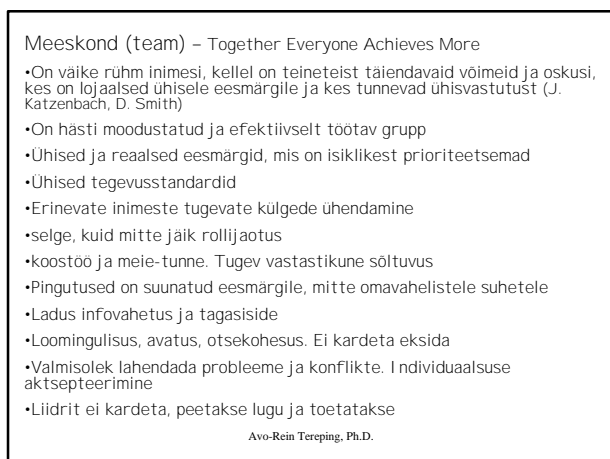 Meeskond (team) – Together Everyone Achieves More
•On väike rühm inimesi, kellel on teineteist täiendavaid võimeid ja oskusi,
kes on lojaalsed ühisele eesmärgile ja kes tunnevad ühisvastutust (J.
Katzenbach, D. Smith)
•On hästi moodustatud ja efektiivselt töötav grupp
•Ühised ja reaalsed eesmärgid, mis on isiklikest prioriteetsemad
•Ühised tegevusstandardid
•Erinevate inimeste tugevate külgede ühendamine
•selge, kuid mitte jäik rollijaotus
•koostöö ja meie-tunne. Tugev vastastikune sõltuvus
•Pingutused on suunatud eesmärgile, mitte omavahelistele suhetele
•Ladus infovahetus ja tagasiside
•Loomingulisus, avatus, otsekohesus. Ei kardeta eksida
•Valmisolek lahendada probleeme ja konflikte. Individuaalsuse
aktsepteerimine
•Liidrit ei kardeta, peetakse lugu ja toetatakse
Avo-Rein Tereping, Ph.D.